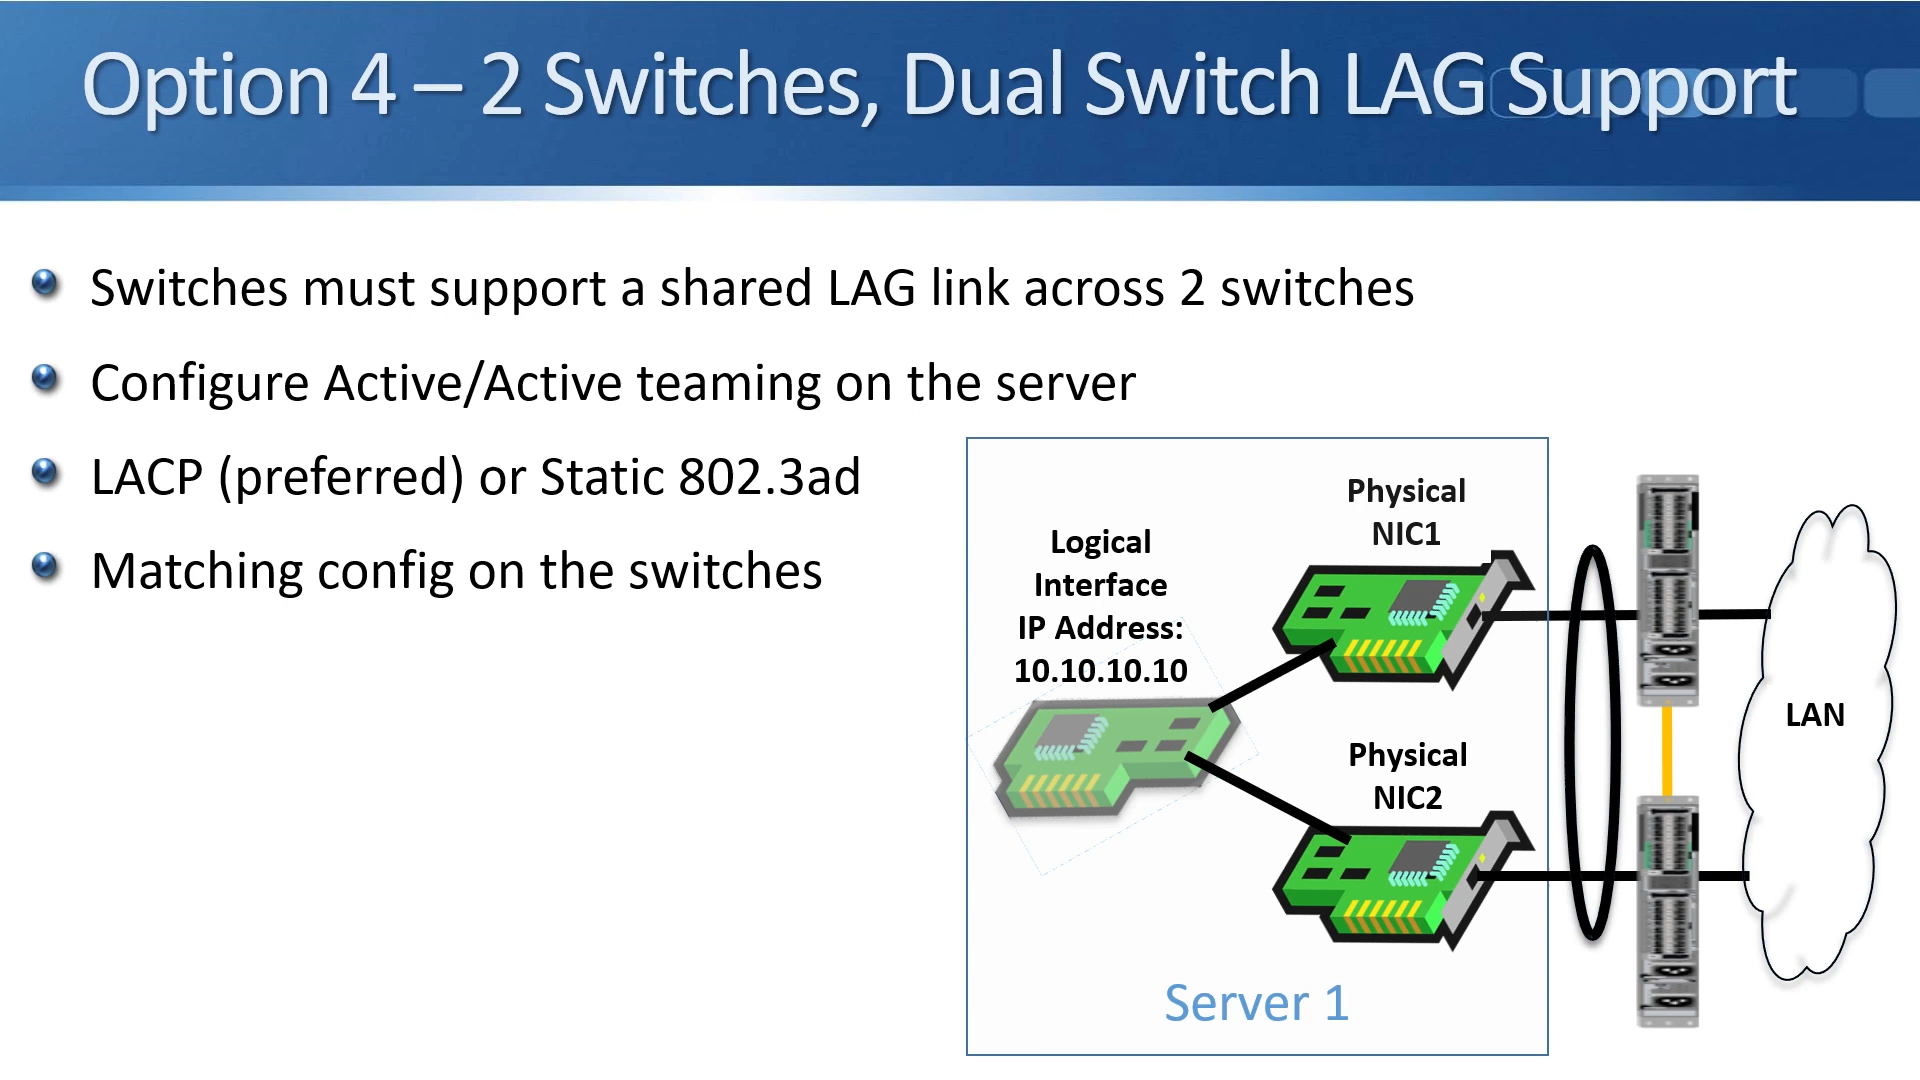 Option 4 – 2 Switches, Dual Switch LAG Support
Switches must support a shared LAG link across 2 switches
Configure Active/Active teaming on the server
LACP (preferred) or Static 802.3ad
Matching config on the switches
Logical
Interface
IP Address:
10.10.10.10
Physical
NIC1
Physical
NIC2
LAN
Server 1